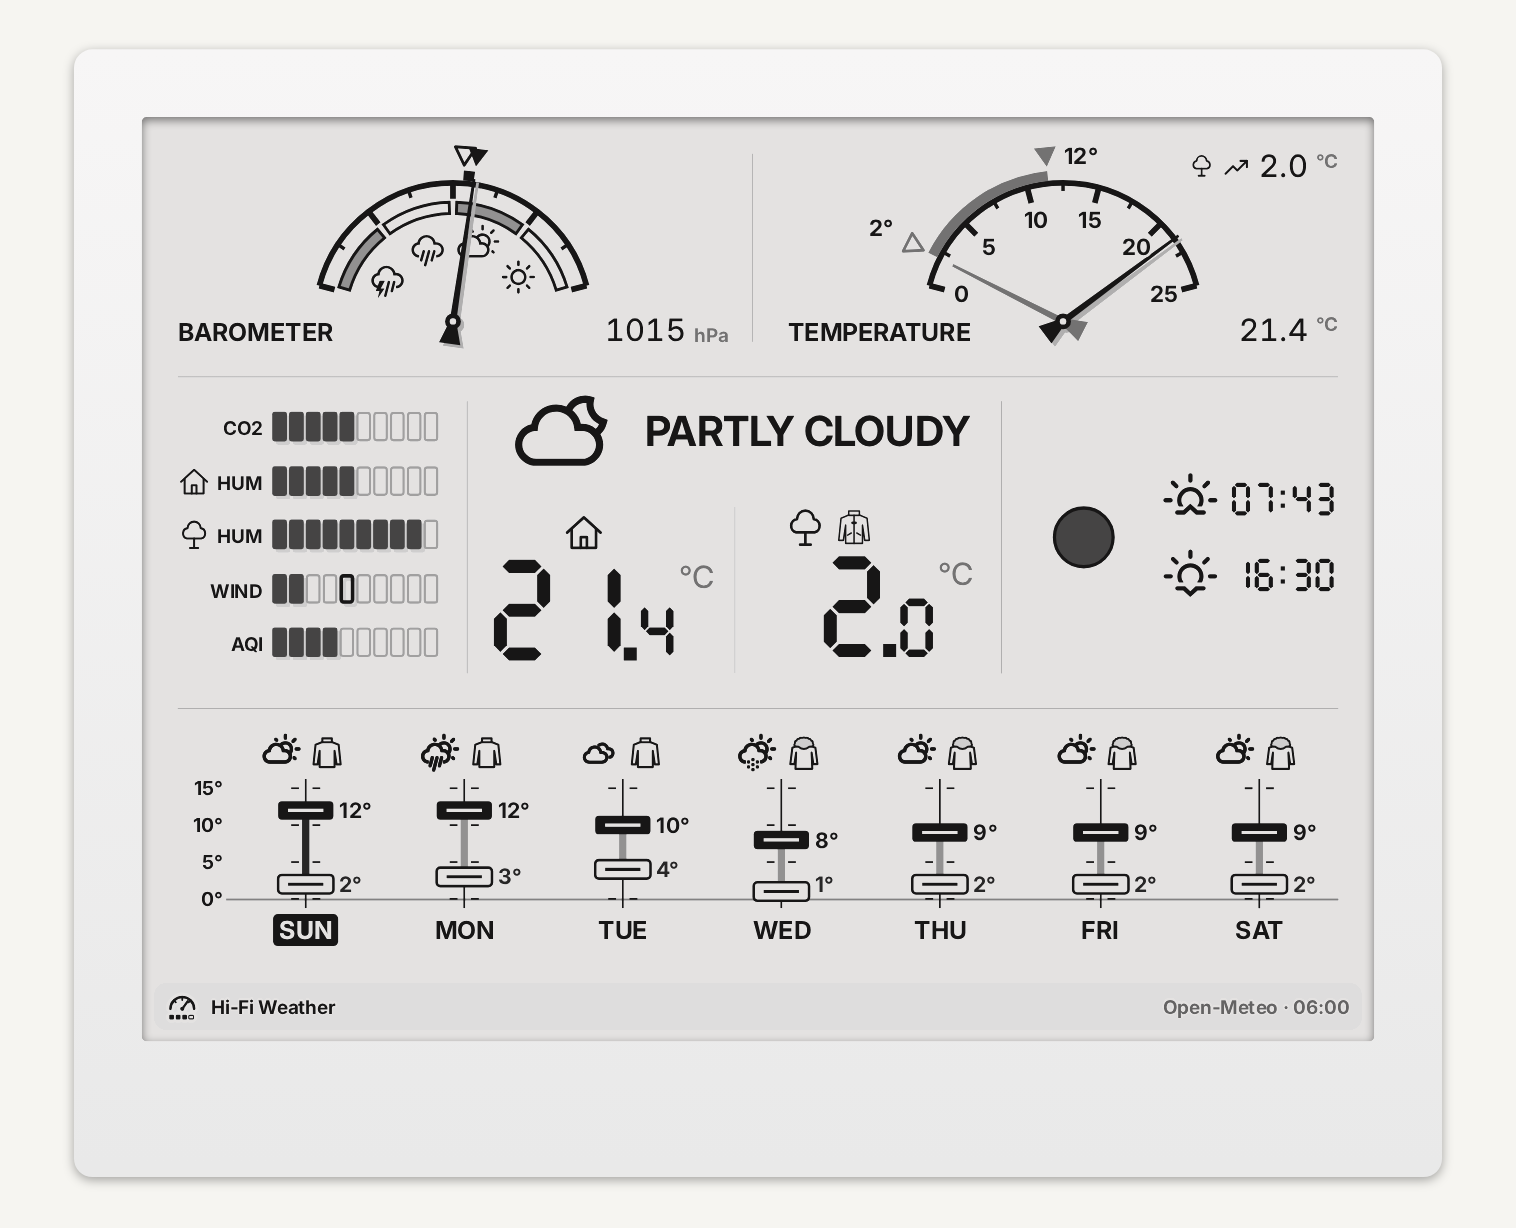 12°
2.0 °C
2°
10 15
5 20
0 25
BAROMETER 1015 hPa TEMPERATURE 21.4 °C
CO2
PARTLY CLOUDY
HUM
07:43
HUM
21.4 °C
2.0 °C
WIND
16:30
AQI
15°
12° 12°
10° 10°
8° 9° 9° 9°
5° 4°
2° 3° 1° 2° 2° 2°
0°
SUN MON TUE WED THU FRI SAT
Hi-Fi Weather Open-Meteo · 06:00